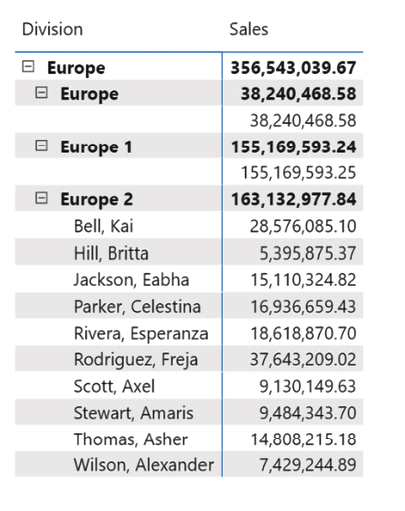 Division Sales
Europe 356,543,039.67
Europe 38,240,468.58
38,240,468.58
Europe 1 155,169,593.24
155,169,593.25
Europe 2 163,132,977.84
Bell, Kai 28,576,085.10
Hill, Britta 5,395,875.37
Jackson, Eabha 15,110,324.82
Parker, Celestina 16,936,659.43
Rivera, Esperanza 18,618,870.70
Rodriguez, Freja 37,643,209.02
Scott, Axel 9,130,149.63
Stewart, Amaris 9,484,343.70
Thomas, Asher 14,808,215.18
Wilson, Alexander 7,429,244.89